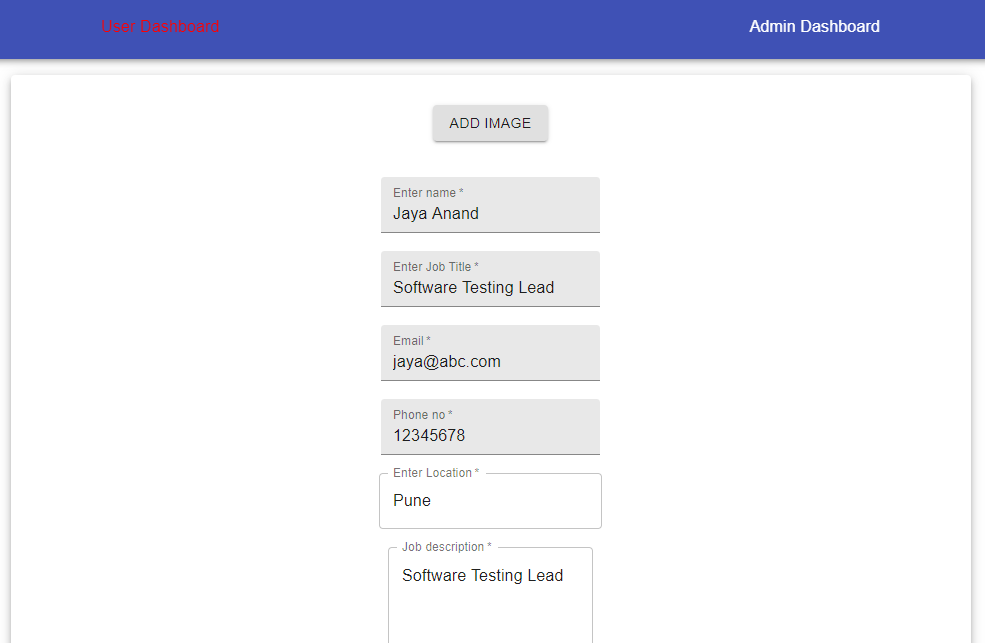 User Dashboard
Admin Dashboard
ADD IMAGE
Enter name *
Jaya Anand
Enter Job Title *
Software Testing Lead
Email *
jaya@abc.com
Phone no *
12345678
Enter Location *
Pune
Job description *
Software Testing Lead